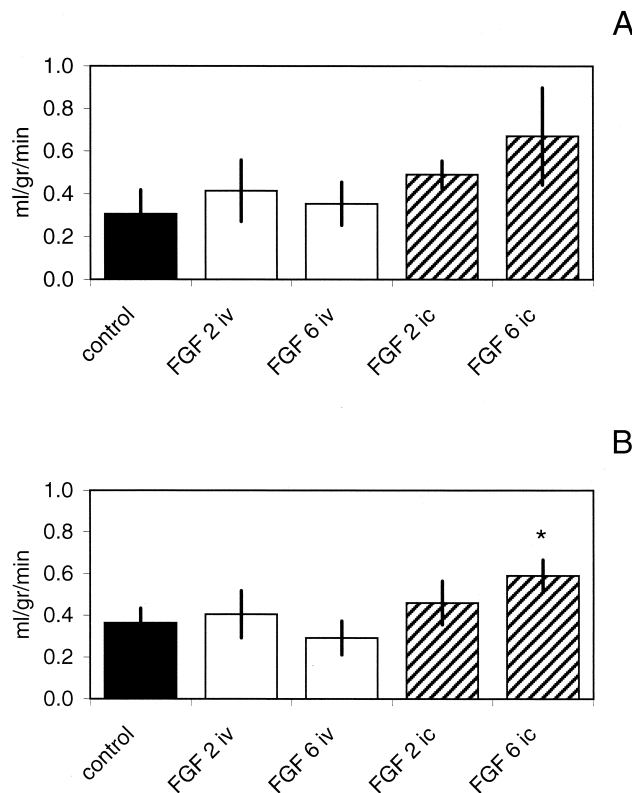 A
1.0
0.8
0.6
0.4
0.2
0.0
ml/gr/min
control
FGF 2 iv
FGF 6 iv
FGF 2 ic
FGF 6 ic
B
1.0
0.8
0.6
0.4
0.2
0.0
ml/gr/min
*
control
FGF 2 iv
FGF 6 iv
FGF 2 ic
FGF 6 ic